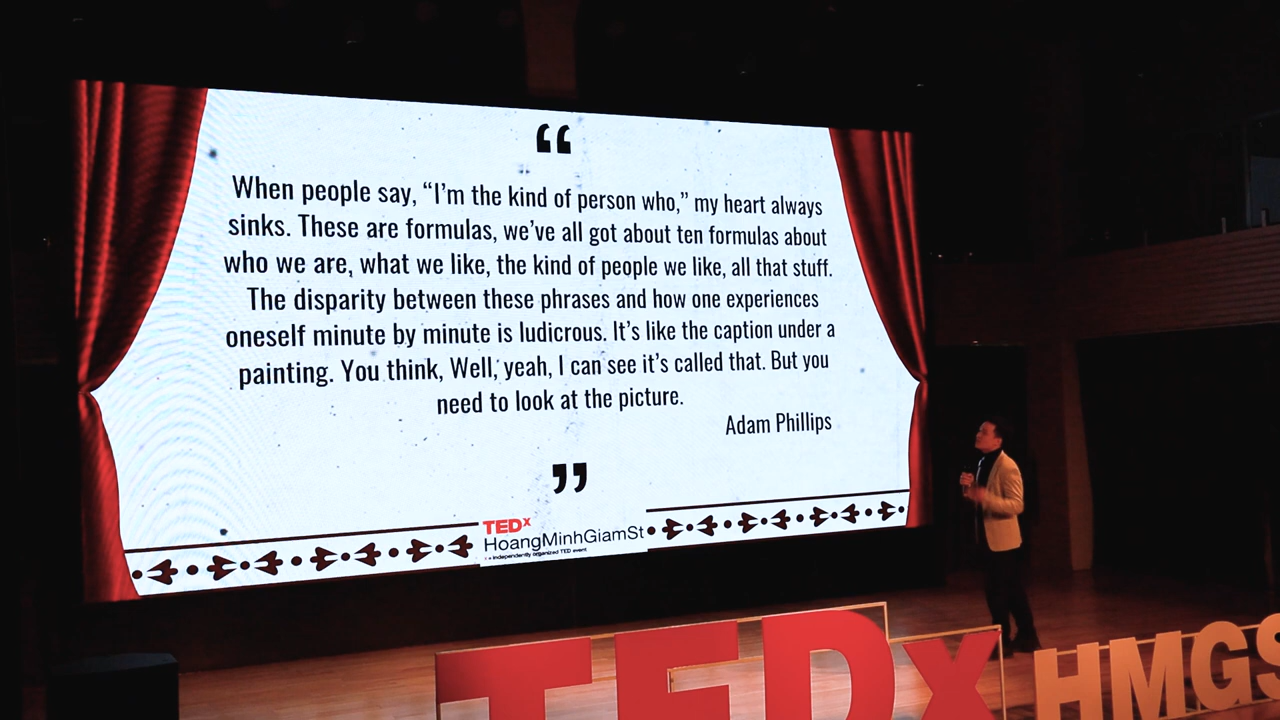 “
When people say, “I’m the kind of person who,” my heart always
sinks. These are formulas, we’ve all got about ten formulas about
who we are, what we like, the kind of people we like, all that stuff.
The disparity between these phrases and how one experiences
oneself minute by minute is ludicrous. It’s like the caption under a
painting. You think, Well, yeah, I can see it’s called that. But you
need to look at the picture.
Adam Phillips
”
TEDx
HoangMinhGiamSt
x = independently organized TED event
TEDx HMGS